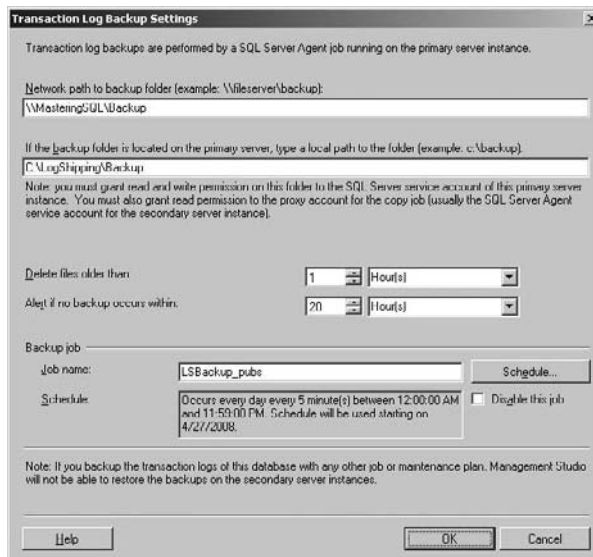 Transaction Log Backup Settings
Transaction log backups are performed by a SQL Server Agent job running on the primary server instance.
Network path to backup folder (example: \\fileserver\backup):
\\MasteringSQL\Backup
If the backup folder is located on the primary server, type a local path to the folder (example: c:\backup).
C:\LogShipping\Backup
Note: you must grant read and write permission on this folder to the SQL Server service account of this primary server
instance. You must also grant read permission to the proxy account for the copy job (usually the SQL Server Agent
service account for the secondary server instance).
Delete files older than: 1 Hour(s)
Alert if no backup occurs within: 20 Hour(s)
Backup job
Job name: LSBackup_pubs Schedule...
Schedule: Occurs every day every 5 minute(s) between 12:00:00 AM Disable this job
and 11:59:00 PM. Schedule will be used starting on
4/27/2008.
Note: If you backup the transaction logs of this database with any other job or maintenance plan, Management Studio
will not be able to restore the backups on the secondary server instances.
Help OK Cancel